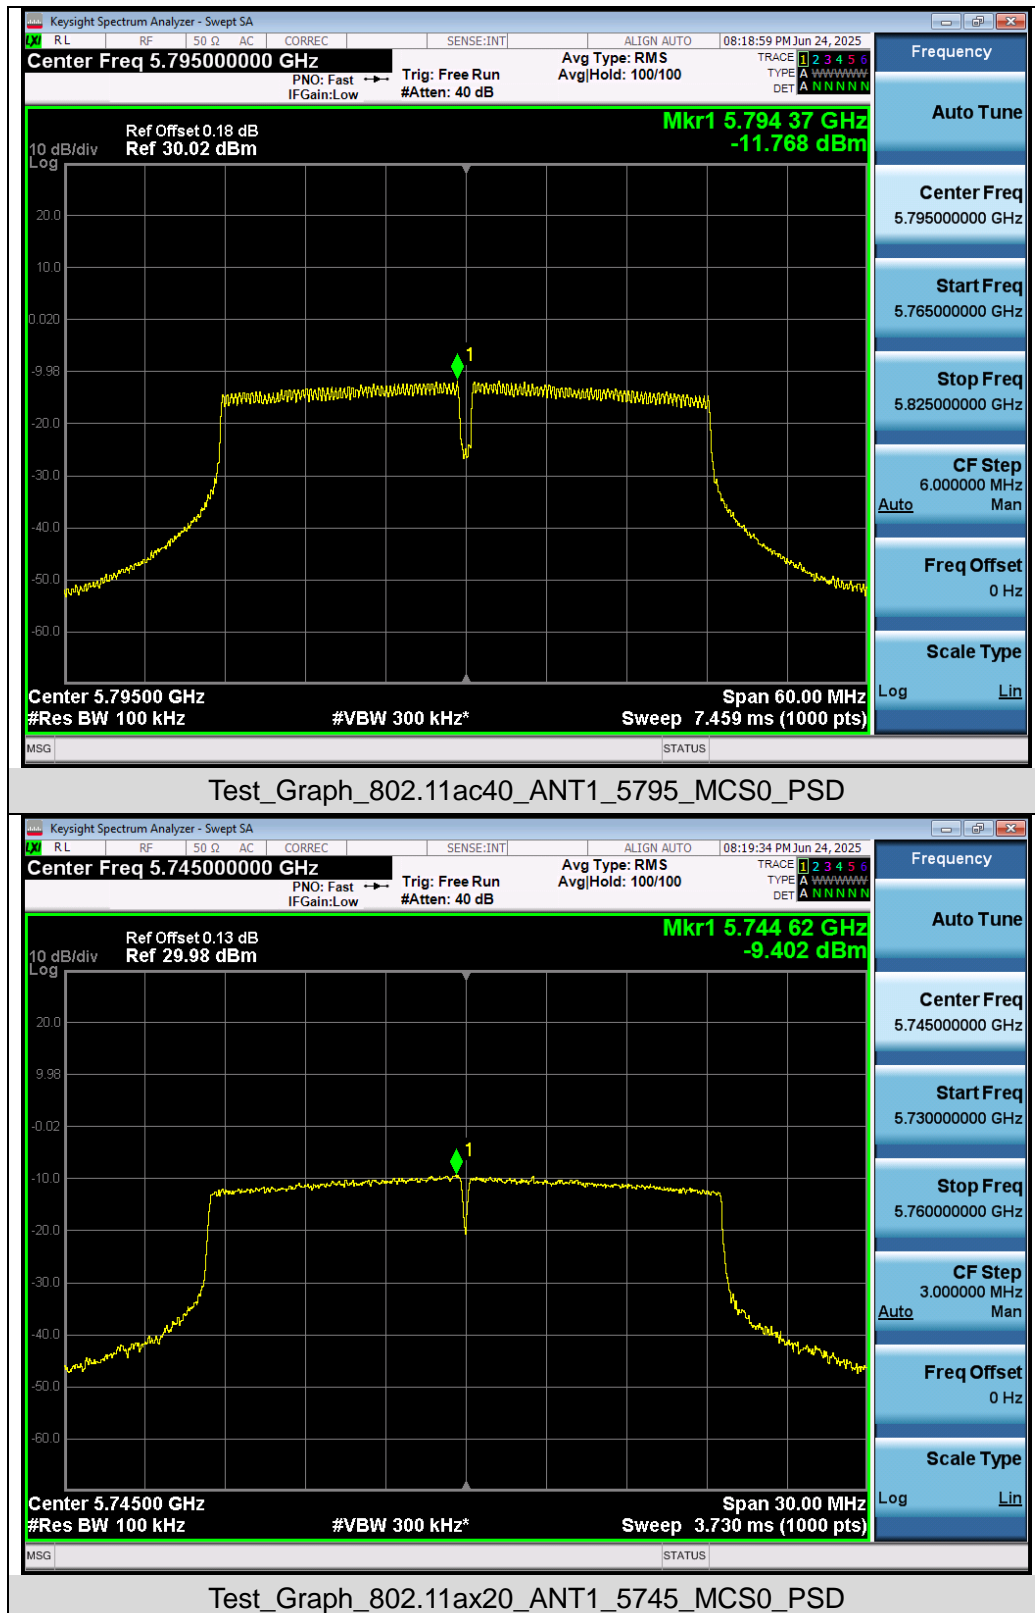 Keysight Spectrum Analyzer - Swept SA
LXI RL RF 50 Ω AC CORREC SENSE:INT ALIGN AUTO 08:18:59 PM Jun 24, 2025
Center Freq 5.795000000 GHz
PNO: Fast
IFGain:Low
Trig: Free Run
#Atten: 40 dB
Avg Type: RMS
Avg|Hold: 100/100
TRACE 1 2 3 4 5 6
TYPE A WWWWW
DET A N N N N N
Mkr1 5.794 37 GHz
-11.768 dBm
Ref Offset 0.18 dB
10 dB/div Ref 30.02 dBm
Log
20.0
10.0
0.020
-9.98
-20.0
-30.0
-40.0
-50.0
-60.0
1
Center 5.79500 GHz Span 60.00 MHz
#Res BW 100 kHz #VBW 300 kHz* Sweep 7.459 ms (1000 pts)
MSG STATUS
Frequency
Auto Tune
Center Freq
5.795000000 GHz
Start Freq
5.765000000 GHz
Stop Freq
5.825000000 GHz
CF Step
6.000000 MHz
Auto Man
Freq Offset
0 Hz
Scale Type
Log Lin
Test_Graph_802.11ac40_ANT1_5795_MCS0_PSD
Keysight Spectrum Analyzer - Swept SA
LXI RL RF 50 Ω AC CORREC SENSE:INT ALIGN AUTO 08:19:34 PM Jun 24, 2025
Center Freq 5.745000000 GHz
PNO: Fast
IFGain:Low
Trig: Free Run
#Atten: 40 dB
Avg Type: RMS
Avg|Hold: 100/100
TRACE 1 2 3 4 5 6
TYPE A WWWWW
DET A N N N N N
Mkr1 5.744 62 GHz
-9.402 dBm
Ref Offset 0.13 dB
10 dB/div Ref 29.98 dBm
Log
20.0
9.98
-0.02
-10.0
-20.0
-30.0
-40.0
-50.0
-60.0
1
Center 5.74500 GHz Span 30.00 MHz
#Res BW 100 kHz #VBW 300 kHz* Sweep 3.730 ms (1000 pts)
MSG STATUS
Frequency
Auto Tune
Center Freq
5.745000000 GHz
Start Freq
5.730000000 GHz
Stop Freq
5.760000000 GHz
CF Step
3.000000 MHz
Auto Man
Freq Offset
0 Hz
Scale Type
Log Lin
Test_Graph_802.11ax20_ANT1_5745_MCS0_PSD